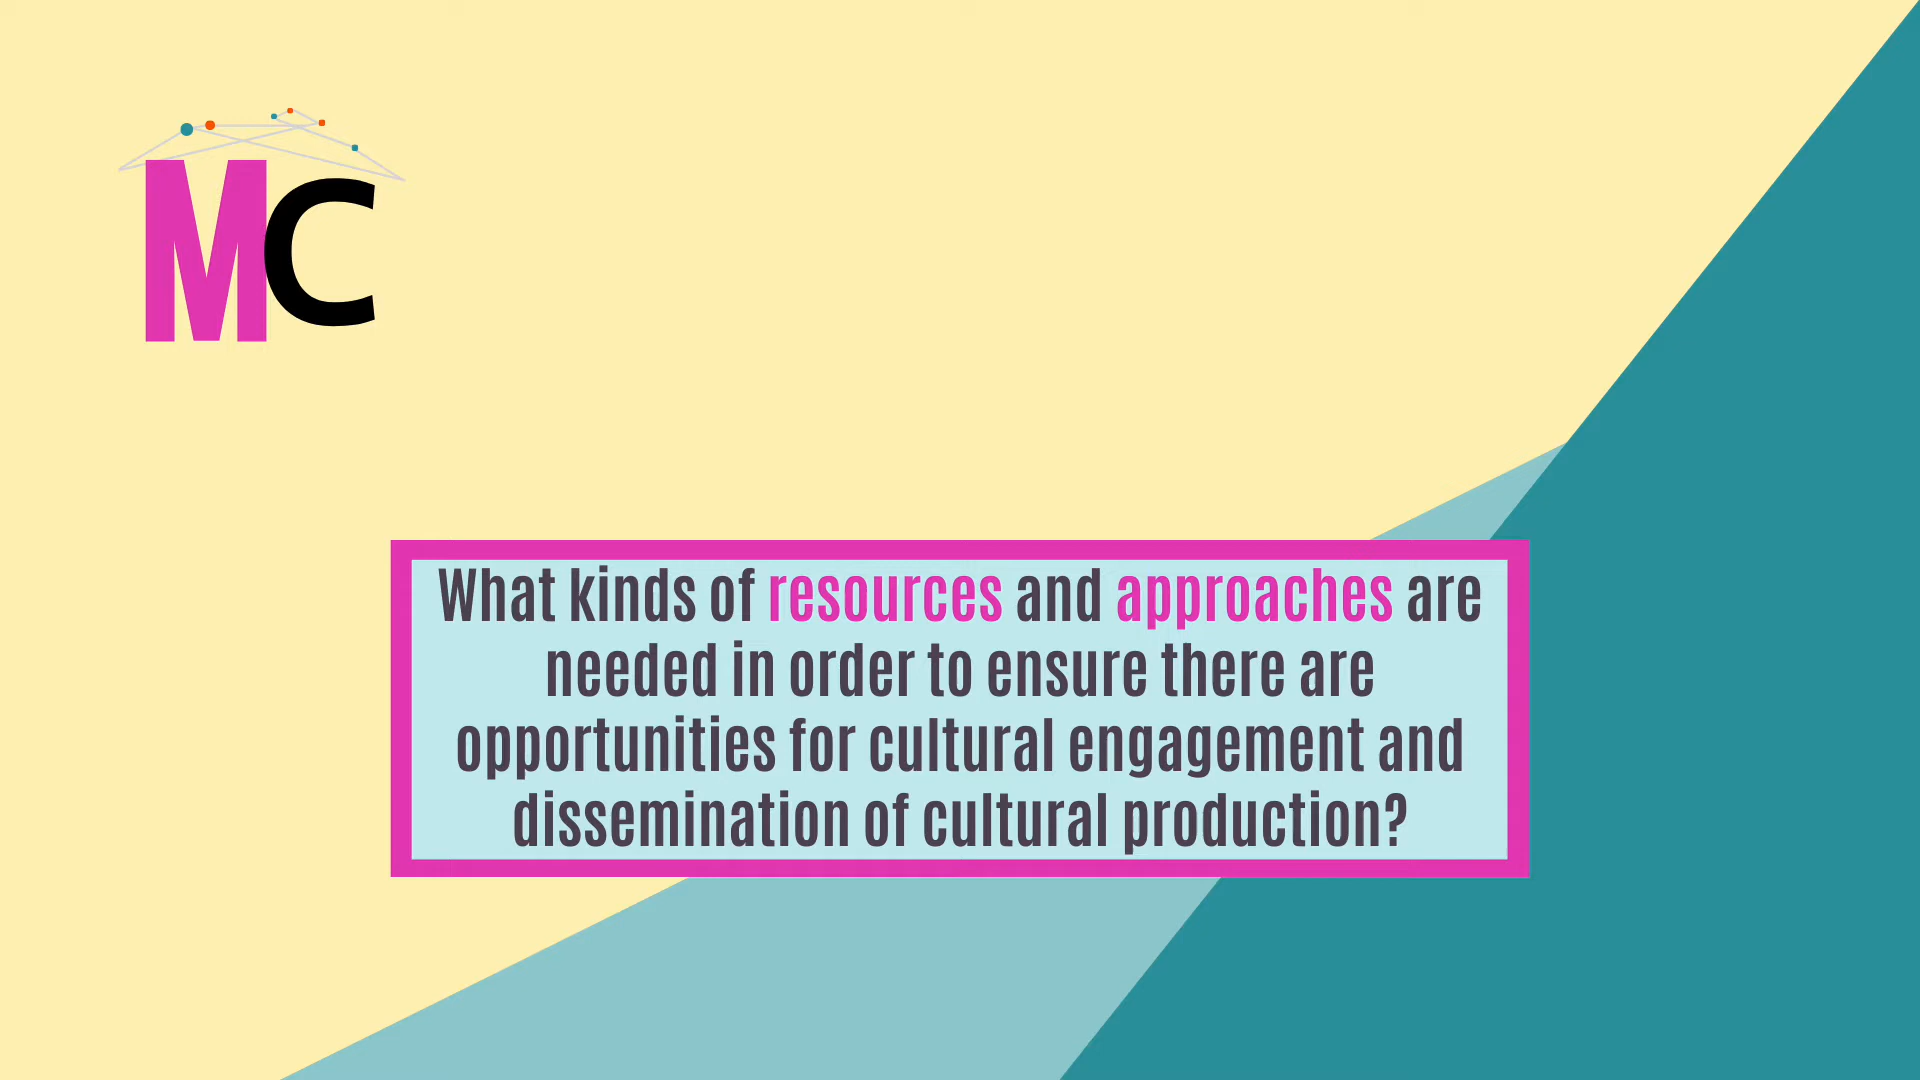 MC
What kinds of resources and approaches are
needed in order to ensure there are
opportunities for cultural engagement and
dissemination of cultural production?